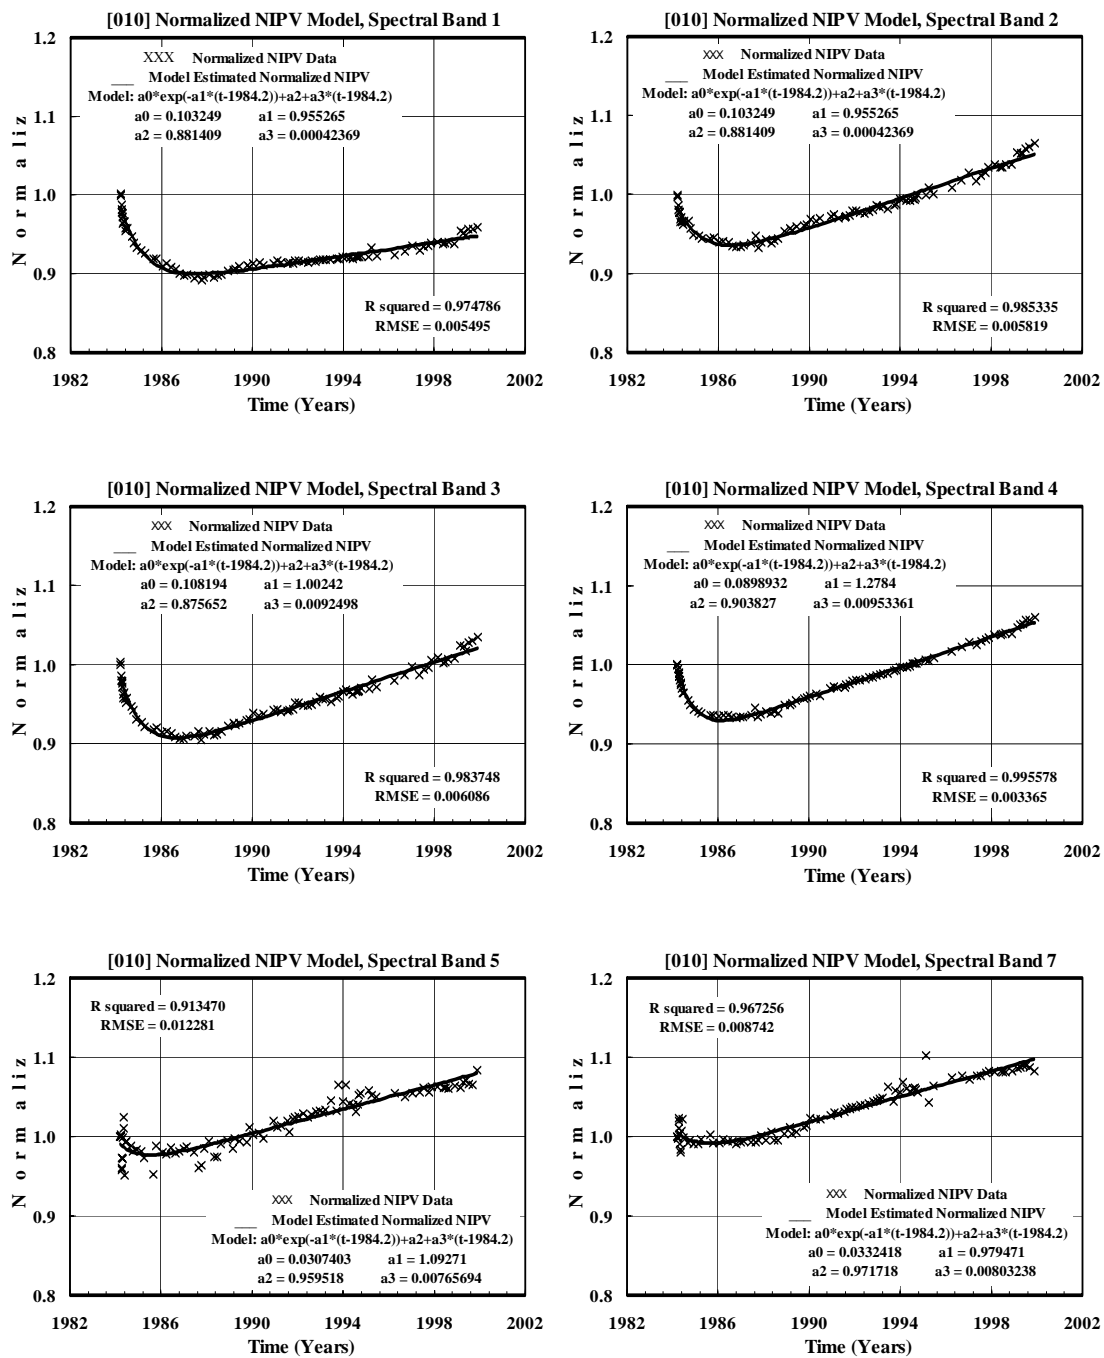 [010] Normalized NIPV Model, Spectral Band 1
1.2
XXX Normalized NIPV Data
___ Model Estimated Normalized NIPV
Model: a0*exp(-a1*(t-1984.2))+a2+a3*(t-1984.2)
a0 = 0.103249 a1 = 0.955265
a2 = 0.881409 a3 = 0.00042369
1.1
1.0
0.9
0.8
N o r m a l i z
R squared = 0.974786
RMSE = 0.005495
1982 1986 1990 1994 1998 2002
Time (Years)
[010] Normalized NIPV Model, Spectral Band 2
1.2
XXX Normalized NIPV Data
___ Model Estimated Normalized NIPV
Model: a0*exp(-a1*(t-1984.2))+a2+a3*(t-1984.2)
a0 = 0.103249 a1 = 0.955265
a2 = 0.881409 a3 = 0.00042369
1.1
1.0
0.9
0.8
N o r m a l i z
R squared = 0.985335
RMSE = 0.005819
1982 1986 1990 1994 1998 2002
Time (Years)
[010] Normalized NIPV Model, Spectral Band 3
1.2
XXX Normalized NIPV Data
___ Model Estimated Normalized NIPV
Model: a0*exp(-a1*(t-1984.2))+a2+a3*(t-1984.2)
a0 = 0.108194 a1 = 1.00242
a2 = 0.875652 a3 = 0.0092498
1.1
1.0
0.9
0.8
N o r m a l i z
R squared = 0.983748
RMSE = 0.006086
1982 1986 1990 1994 1998 2002
Time (Years)
[010] Normalized NIPV Model, Spectral Band 4
1.2
XXX Normalized NIPV Data
___ Model Estimated Normalized NIPV
Model: a0*exp(-a1*(t-1984.2))+a2+a3*(t-1984.2)
a0 = 0.0898932 a1 = 1.2784
a2 = 0.903827 a3 = 0.00953361
1.1
1.0
0.9
0.8
N o r m a l i z
R squared = 0.995578
RMSE = 0.003365
1982 1986 1990 1994 1998 2002
Time (Years)
[010] Normalized NIPV Model, Spectral Band 5
1.2
R squared = 0.913470
RMSE = 0.012281
1.1
1.0
0.9
0.8
N o r m a l i z
XXX Normalized NIPV Data
___ Model Estimated Normalized NIPV
Model: a0*exp(-a1*(t-1984.2))+a2+a3*(t-1984.2)
a0 = 0.0307403 a1 = 1.09271
a2 = 0.959518 a3 = 0.00765694
1982 1986 1990 1994 1998 2002
Time (Years)
[010] Normalized NIPV Model, Spectral Band 7
1.2
R squared = 0.967256
RMSE = 0.008742
1.1
1.0
0.9
0.8
N o r m a l i z
XXX Normalized NIPV Data
___ Model Estimated Normalized NIPV
Model: a0*exp(-a1*(t-1984.2))+a2+a3*(t-1984.2)
a0 = 0.0332418 a1 = 0.979471
a2 = 0.971718 a3 = 0.00803238
1982 1986 1990 1994 1998 2002
Time (Years)